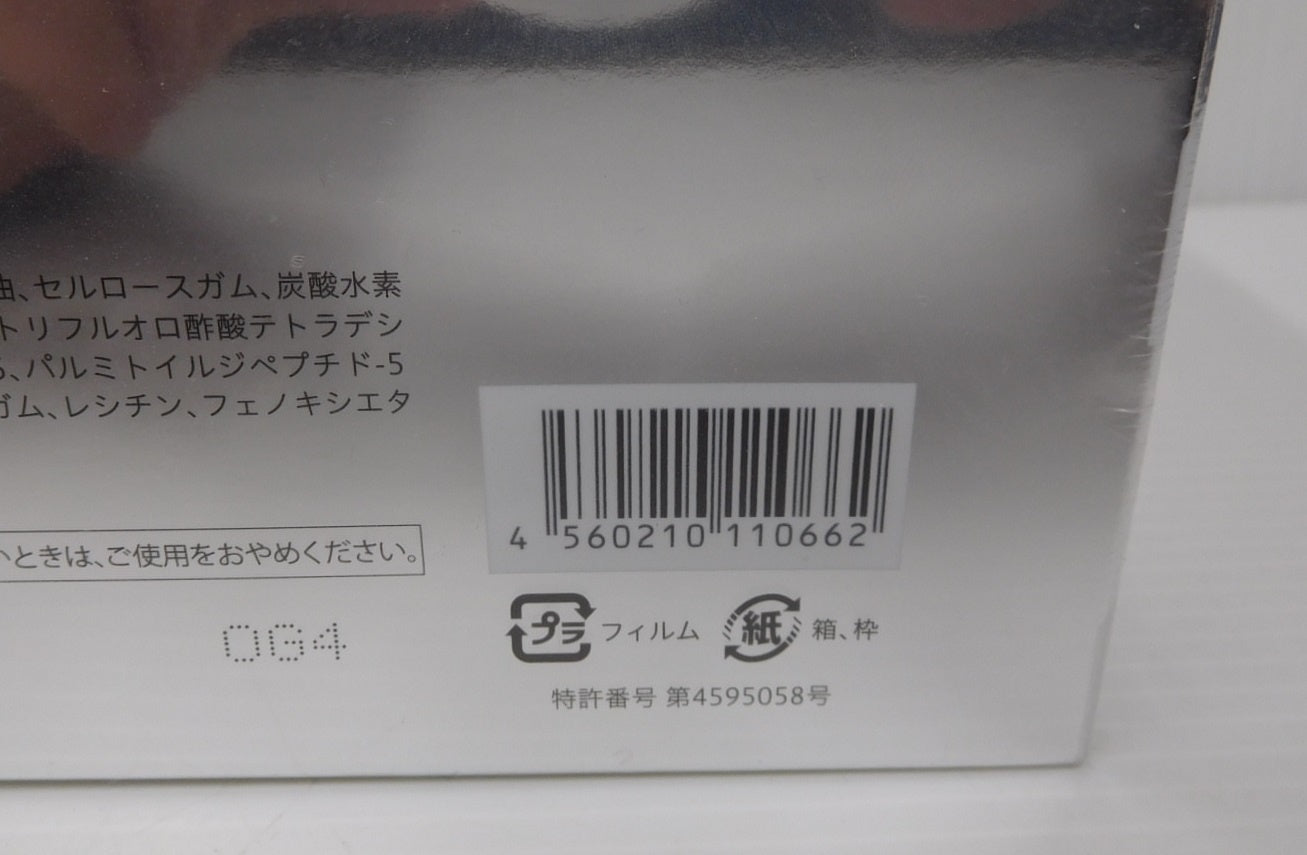 油、セルロースガム、炭酸水素
トリフルオロ酢酸テトラデシ
、パルミトイルジペプチド-5
ガム、レシチン、フェノキシエタ
いときは、ご使用をおやめください。
4 560210 110662
プラ フィルム 紙 箱、枠
OG4
特許番号 第4595058号